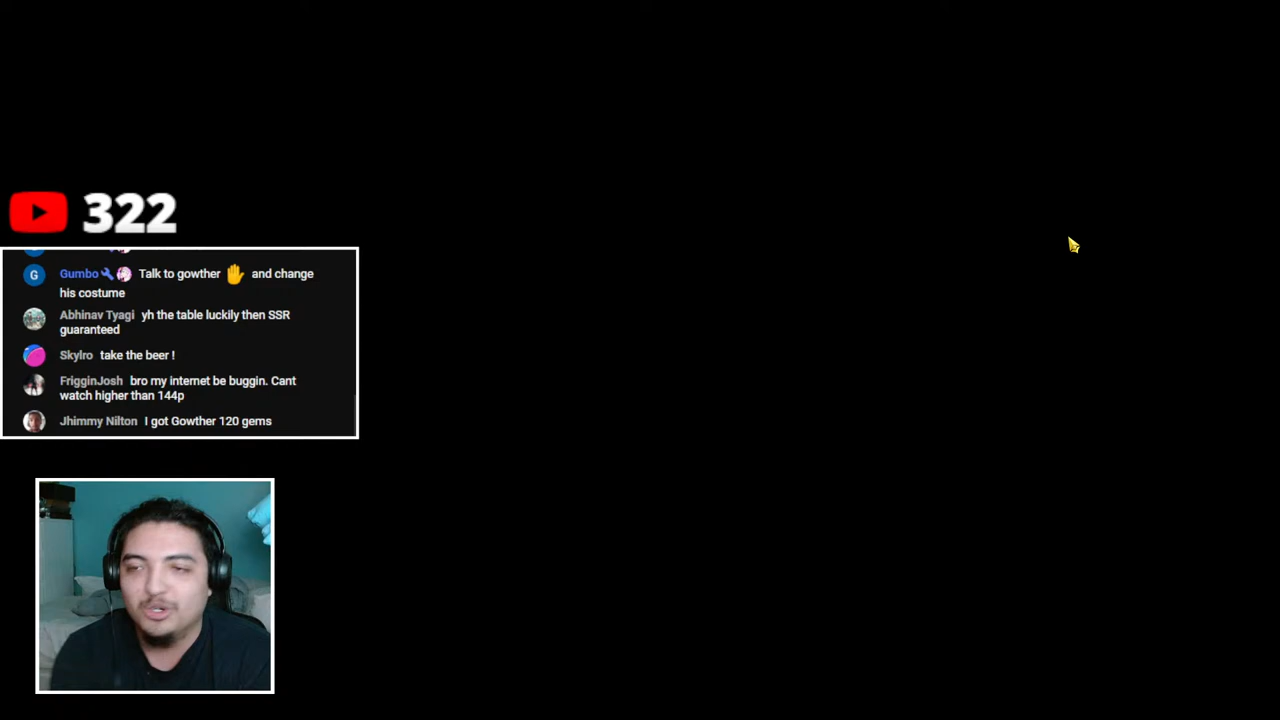 322
G Gumbo Talk to gowther ✋ and change
his costume
Abhinav Tyagi yh the table luckily then SSR
guaranteed
Skylro take the beer !
FrigginJosh bro my internet be buggin. Cant
watch higher than 144p
Jhimmy Nilton I got Gowther 120 gems